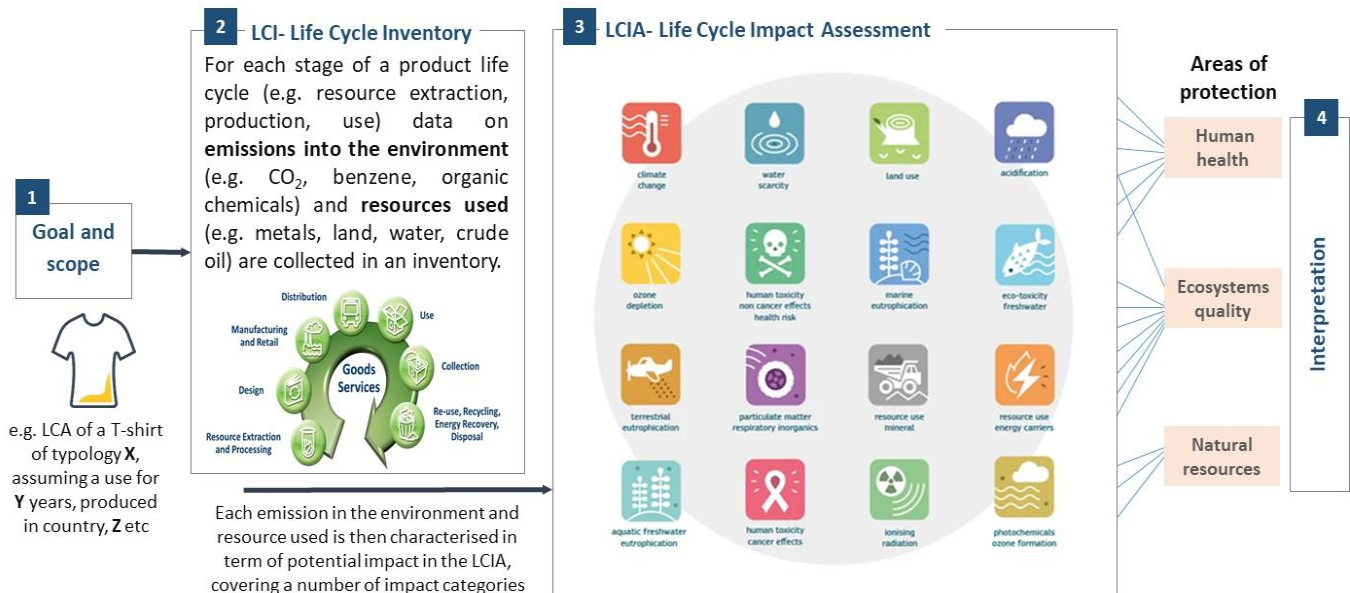 1
Goal and
scope
e.g. LCA of a T-shirt
of typology X,
assuming a use for
Y years, produced
in country, Z etc
2
LCI- Life Cycle Inventory
For each stage of a product life
cycle (e.g. resource extraction,
production, use) data on
emissions into the environment
(e.g. CO₂, benzene, organic
chemicals) and resources used
(e.g. metals, land, water, crude
oil) are collected in an inventory.
Distribution
Use
Manufacturing
and Retail
Goods
Services
Collection
Design
Re-use, Recycling,
Energy Recovery,
Disposal
Resource Extraction
and Processing
Each emission in the environment and
resource used is then characterised in
term of potential impact in the LCIA,
covering a number of impact categories
3
LCIA- Life Cycle Impact Assessment
climate
change
water
scarcity
land use
acidification
ozone
depletion
human toxicity
non cancer effects
health risk
marine
eutrophication
eco-toxicity
freshwater
terrestrial
eutrophication
particulate matter
respiratory inorganics
resource use
mineral
resource use
energy carriers
aquatic freshwater
eutrophication
human toxicity
cancer effects
ionising
radiation
photochemicals
ozone formation
Areas of
protection
Human
health
Ecosystems
quality
Natural
resources
4
Interpretation